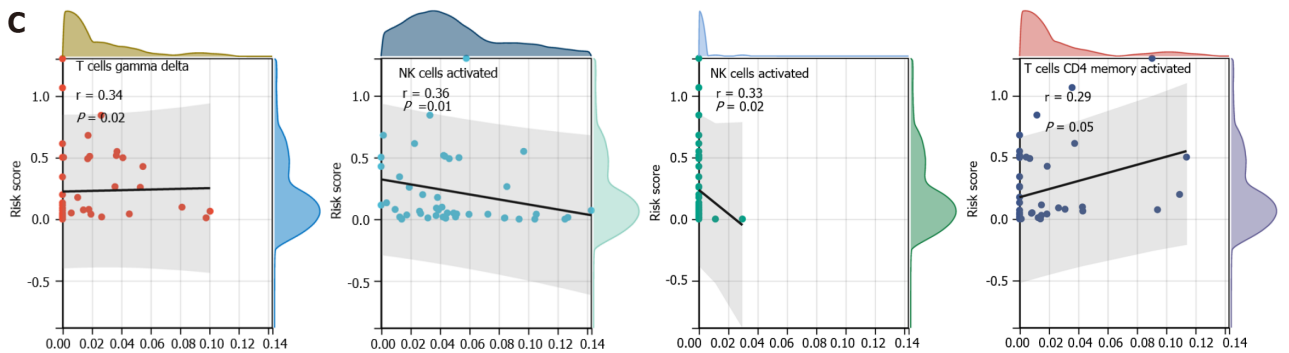 C
T cells gamma delta
r = 0.34
P = 0.02
Risk score
1.0
0.5
0.0
-0.5
0.00 0.02 0.04 0.06 0.08 0.10 0.12 0.14
NK cells activated
r = 0.36
P =0.01
Risk score
1.0
0.5
0.0
-0.5
0.00 0.02 0.04 0.06 0.08 0.10 0.12 0.14
NK cells activated
r = 0.33
P = 0.02
Risk score
1.0
0.5
0.0
-0.5
0.00 0.02 0.04 0.06 0.08 0.10 0.12 0.14
T cells CD4 memory activated
r = 0.29
P = 0.05
Risk score
1.0
0.5
0.0
-0.5
0.00 0.02 0.04 0.06 0.08 0.10 0.12 0.14